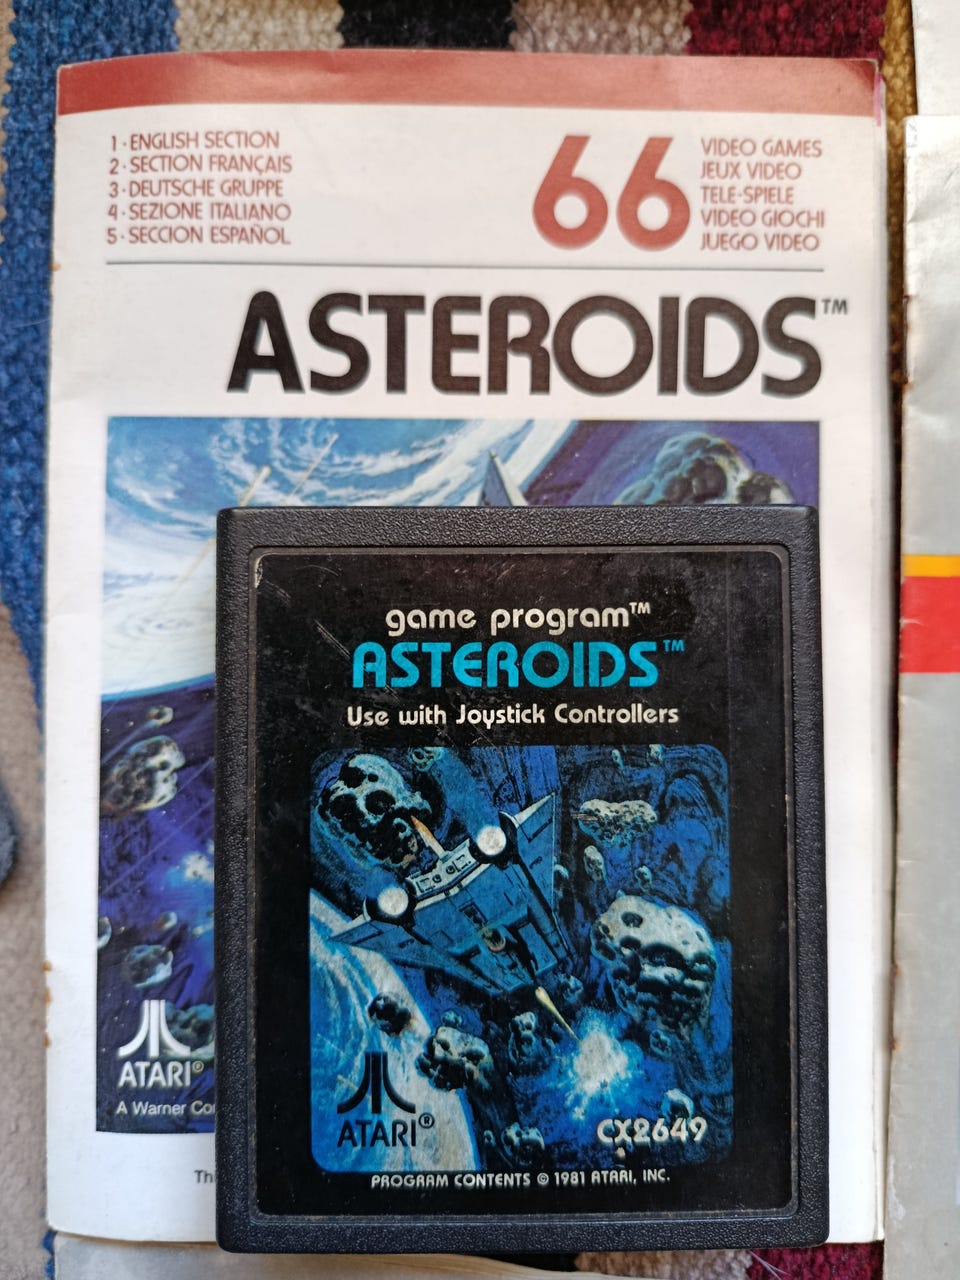 1·ENGLISH SECTION
2·SECTION FRANÇAIS
3·DEUTSCHE GRUPPE
4·SEZIONE ITALIANO
5·SECCION ESPAÑOL
66
VIDEO GAMES
JEUX VIDEO
TELE-SPIELE
VIDEO GIOCHI
JUEGO VIDEO
ASTEROIDS™
ATARI®
A Warner
game program™
ASTEROIDS™
Use with Joystick Controllers
ATARI®
CX2649
PROGRAM CONTENTS © 1981 ATARI, INC.